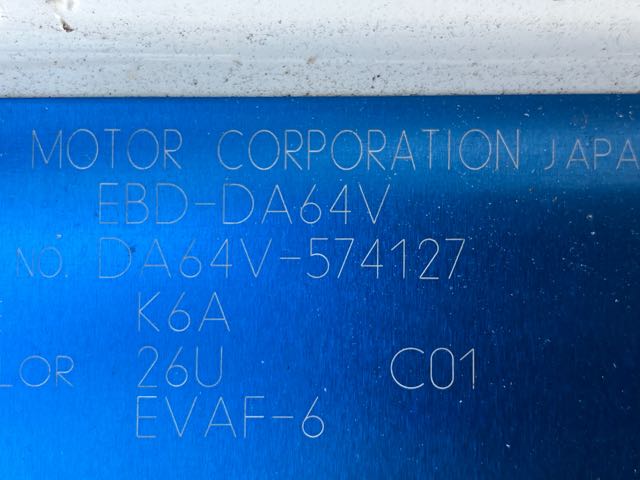 MOTOR CORPORATION JAPA
EBD-DA64V
NO. DA64V-574127
K6A
LOR 26U C01
EVAF-6